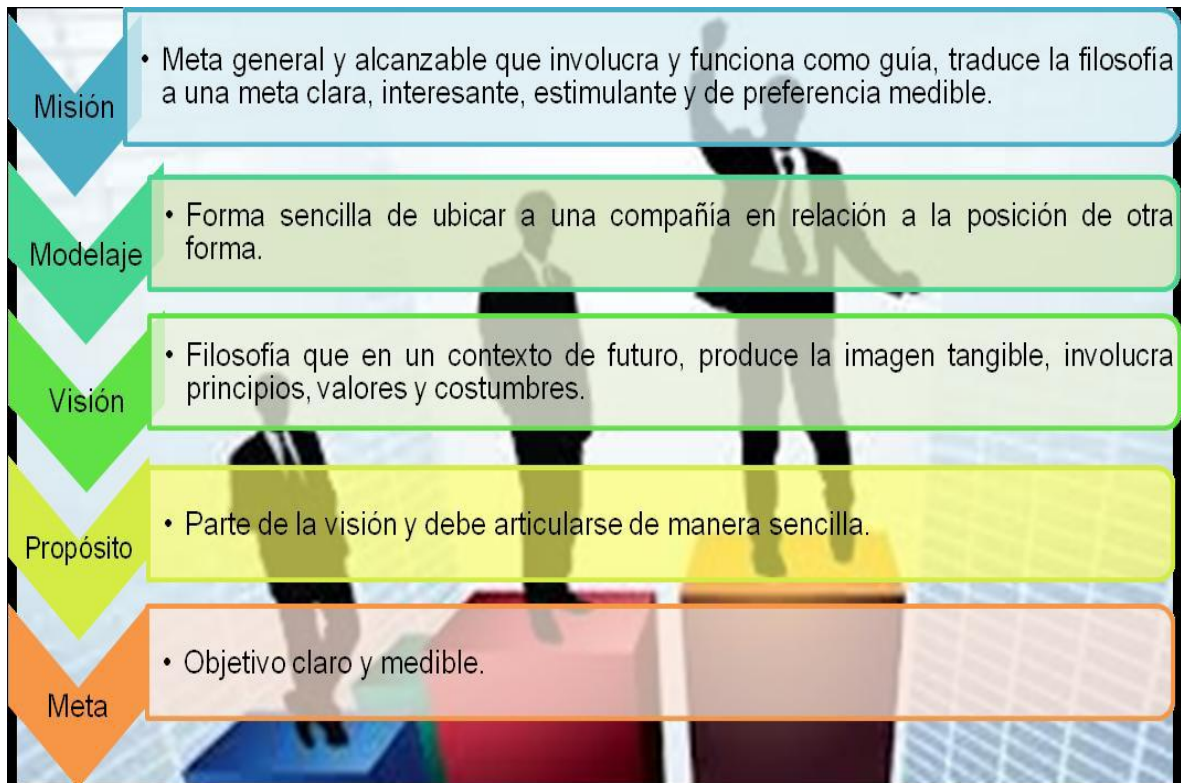 Misión
• Meta general y alcanzable que involucra y funciona como guía, traduce la filosofía
a una meta clara, interesante, estimulante y de preferencia medible.
Modelaje
• Forma sencilla de ubicar a una compañía en relación a la posición de otra
forma.
Visión
• Filosofía que en un contexto de futuro, produce la imagen tangible, involucra
principios, valores y costumbres.
Propósito
• Parte de la visión y debe articularse de manera sencilla.
Meta
• Objetivo claro y medible.